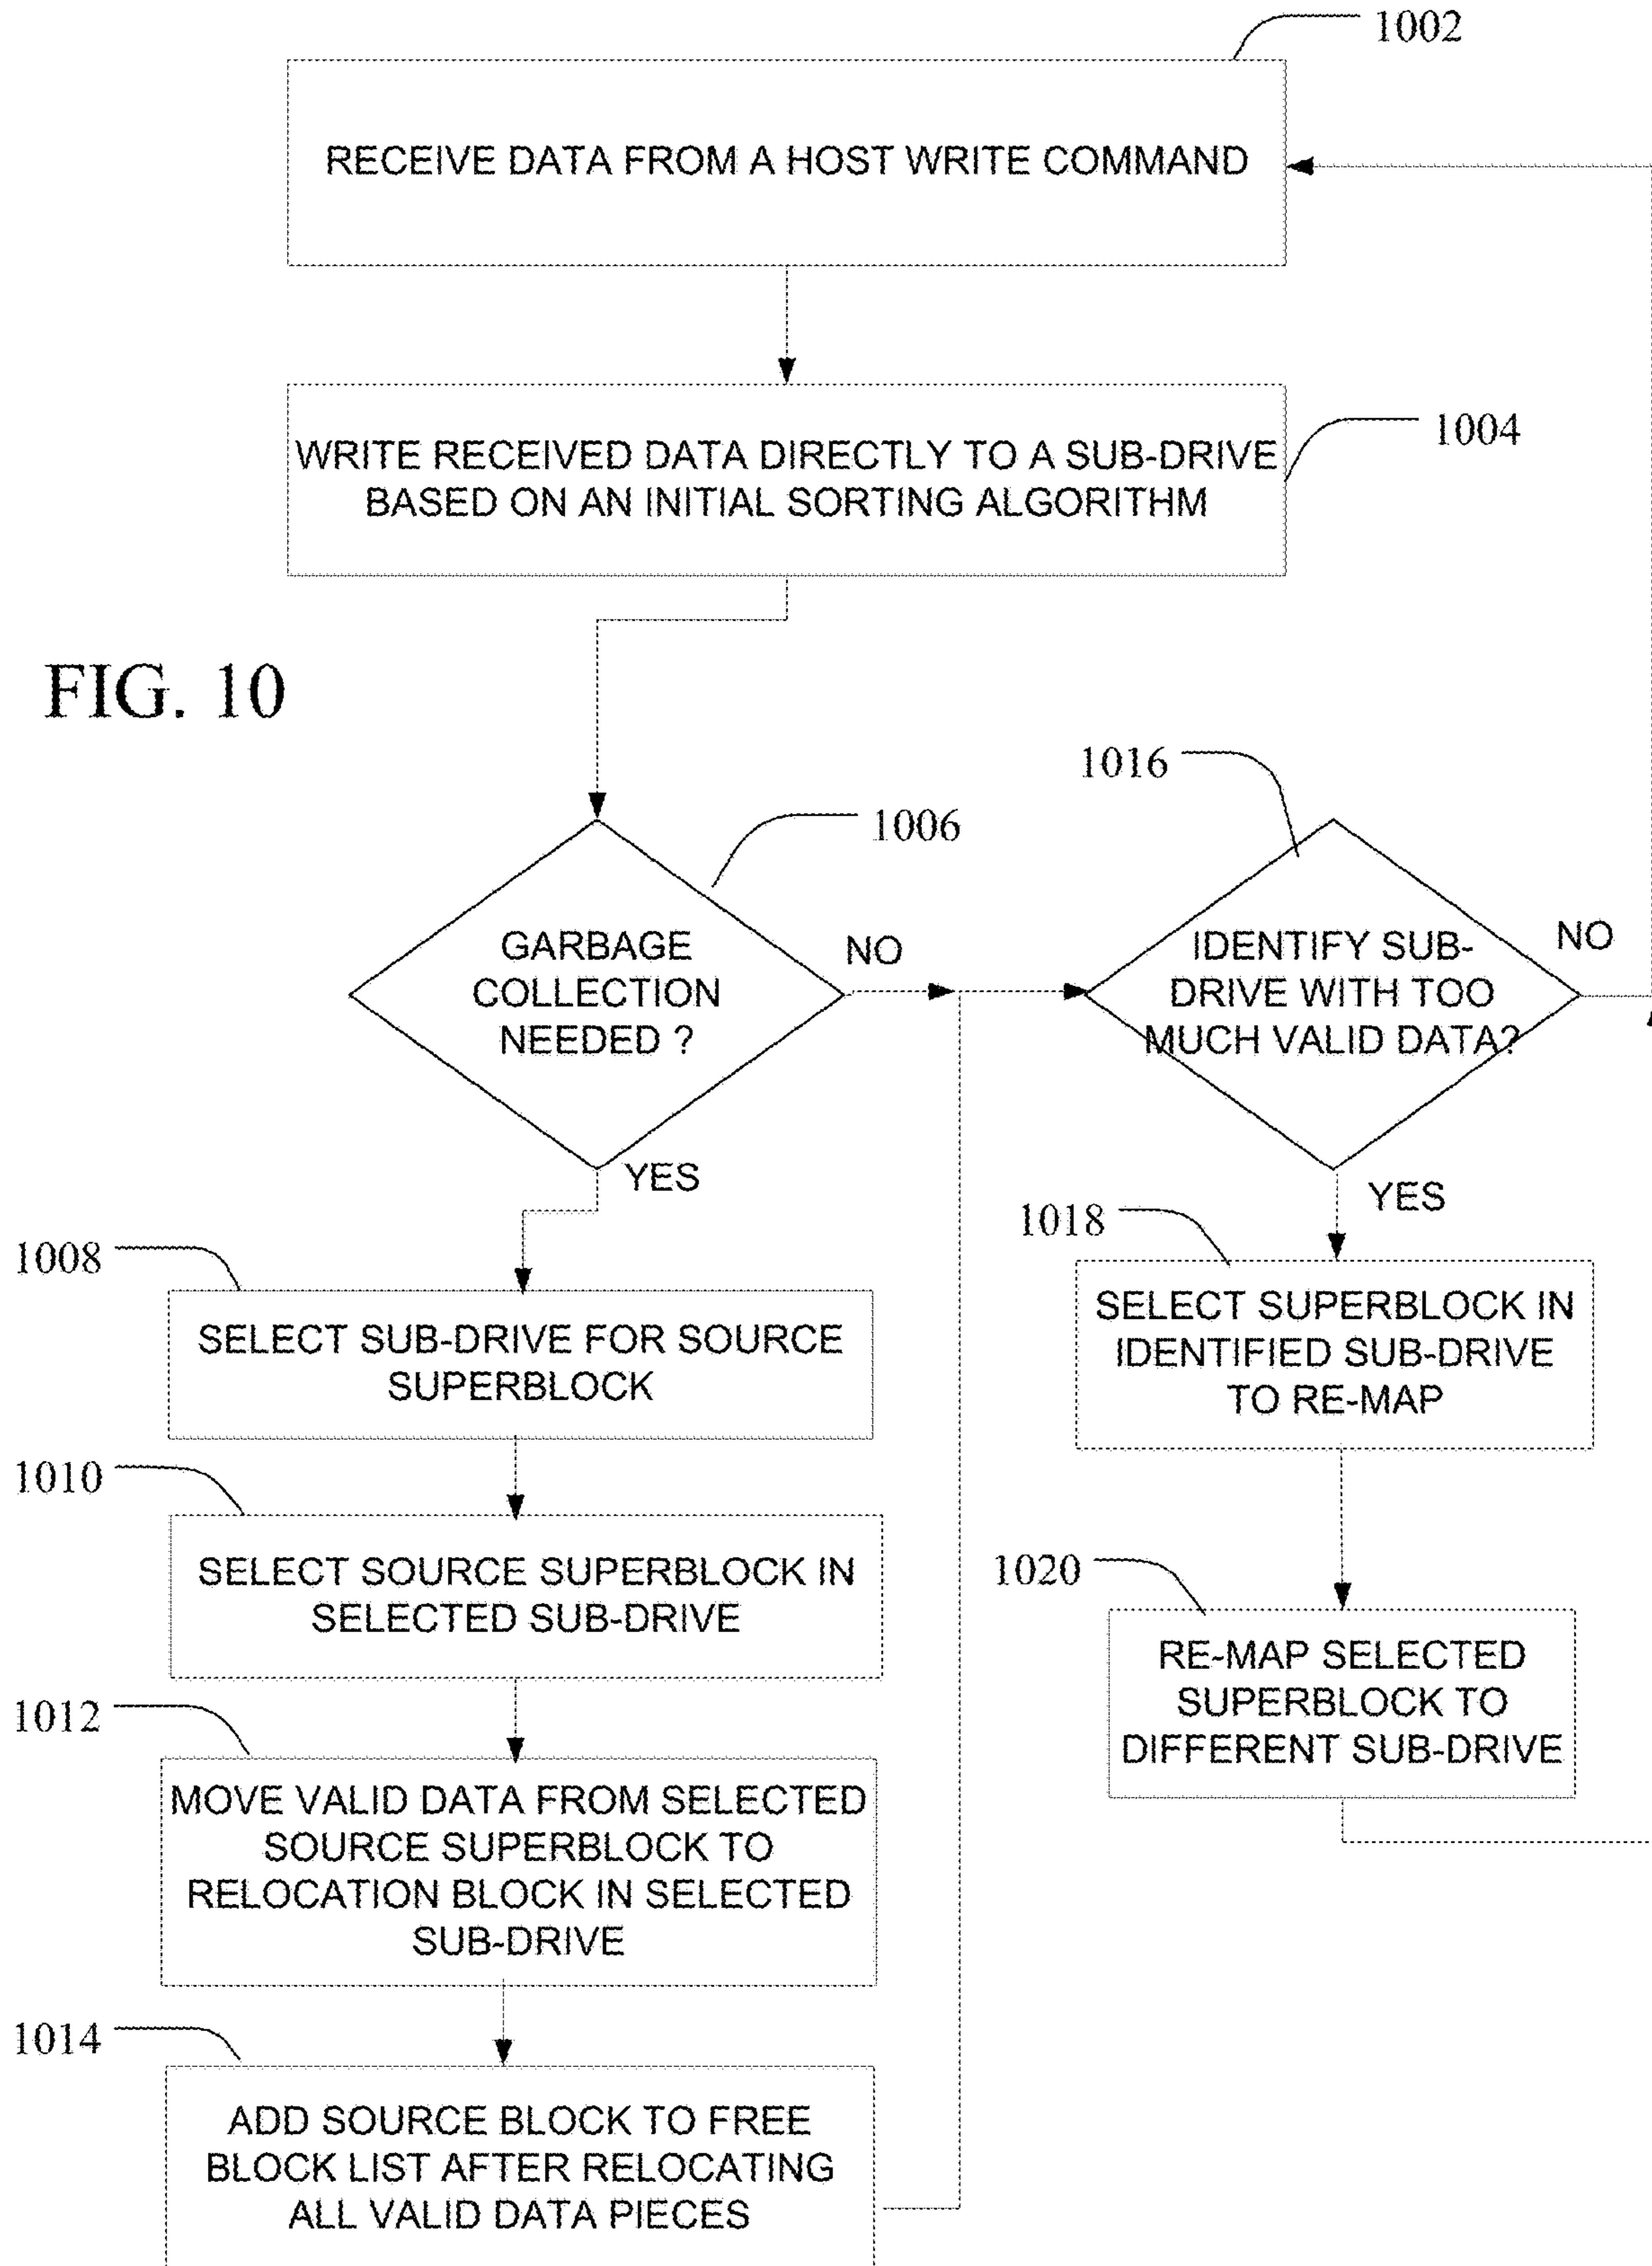 1002
RECEIVE DATA FROM A HOST WRITE COMMAND
WRITE RECEIVED DATA DIRECTLY TO A SUB-DRIVE
BASED ON AN INITIAL SORTING ALGORITHM
1004
FIG. 10
1006
GARBAGE
COLLECTION
NEEDED ?
NO
YES
1016
IDENTIFY SUB-
DRIVE WITH TOO
MUCH VALID DATA?
NO
YES
1008
SELECT SUB-DRIVE FOR SOURCE
SUPERBLOCK
1010
SELECT SOURCE SUPERBLOCK IN
SELECTED SUB-DRIVE
1012
MOVE VALID DATA FROM SELECTED
SOURCE SUPERBLOCK TO
RELOCATION BLOCK IN SELECTED
SUB-DRIVE
1014
ADD SOURCE BLOCK TO FREE
BLOCK LIST AFTER RELOCATING
ALL VALID DATA PIECES
1018
SELECT SUPERBLOCK IN
IDENTIFIED SUB-DRIVE
TO RE-MAP
1020
RE-MAP SELECTED
SUPERBLOCK TO
DIFFERENT SUB-DRIVE